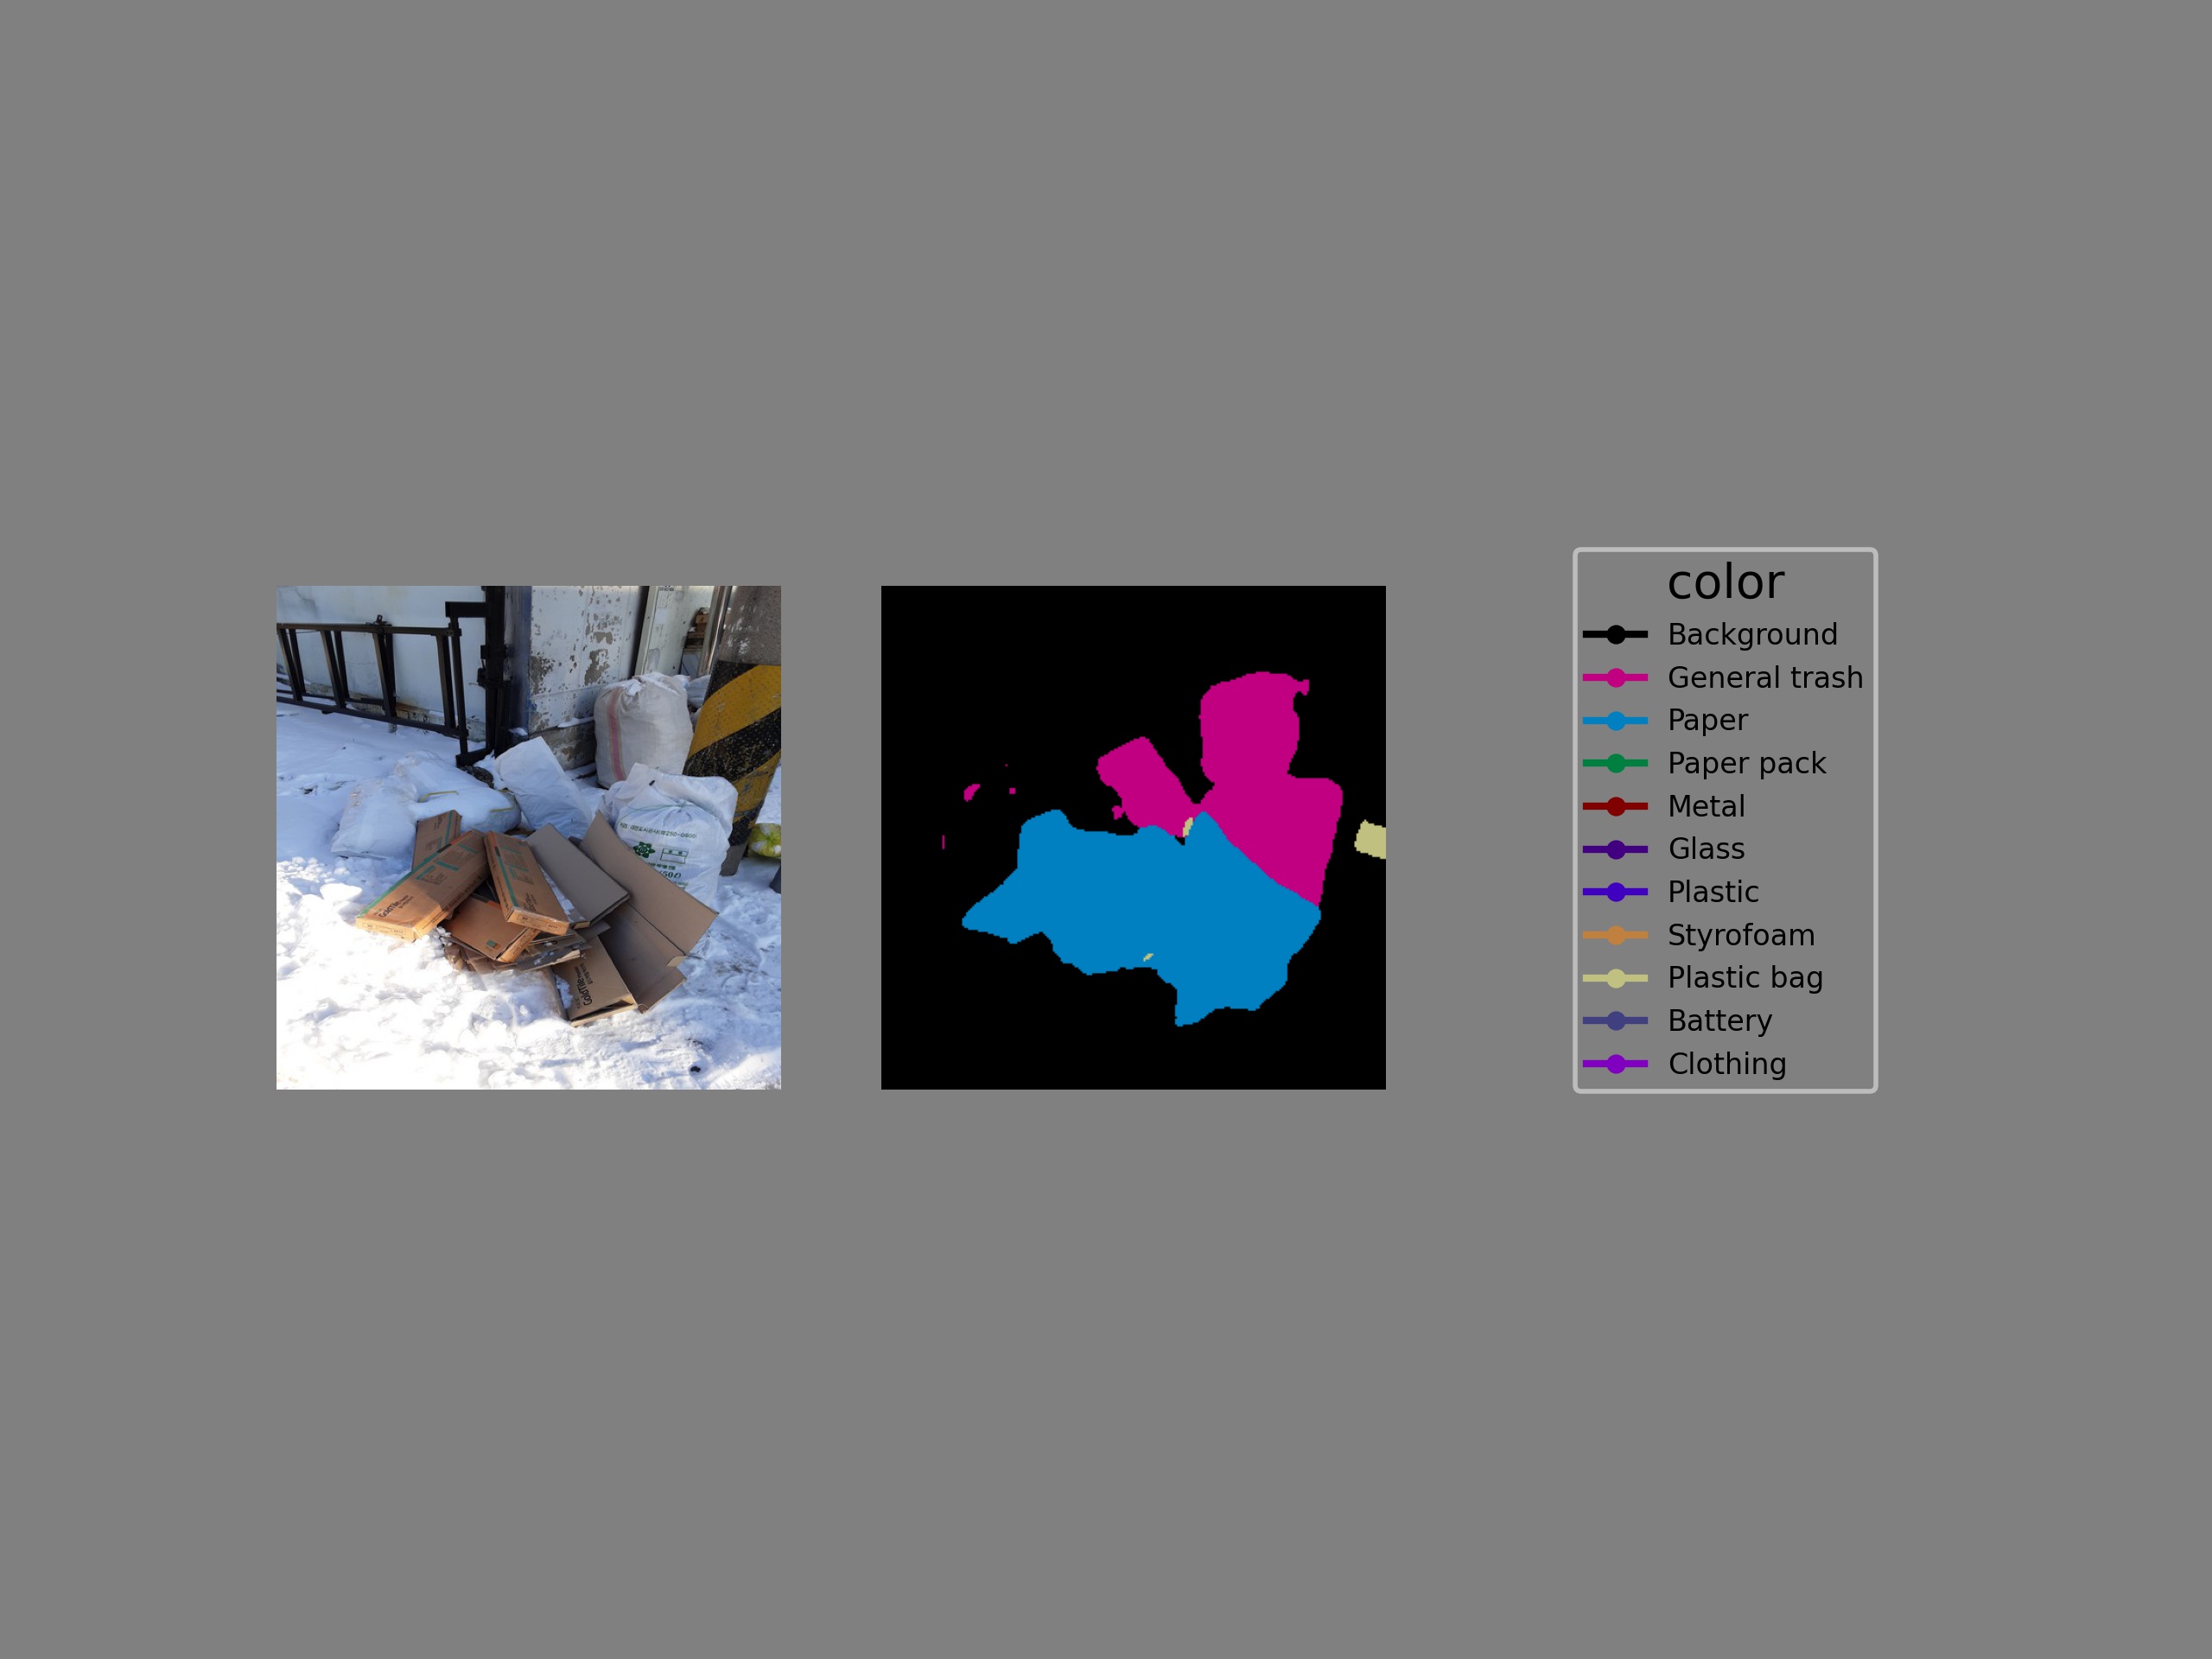 color
Background
General trash
Paper
Paper pack
Metal
Glass
Plastic
Styrofoam
Plastic bag
Battery
Clothing